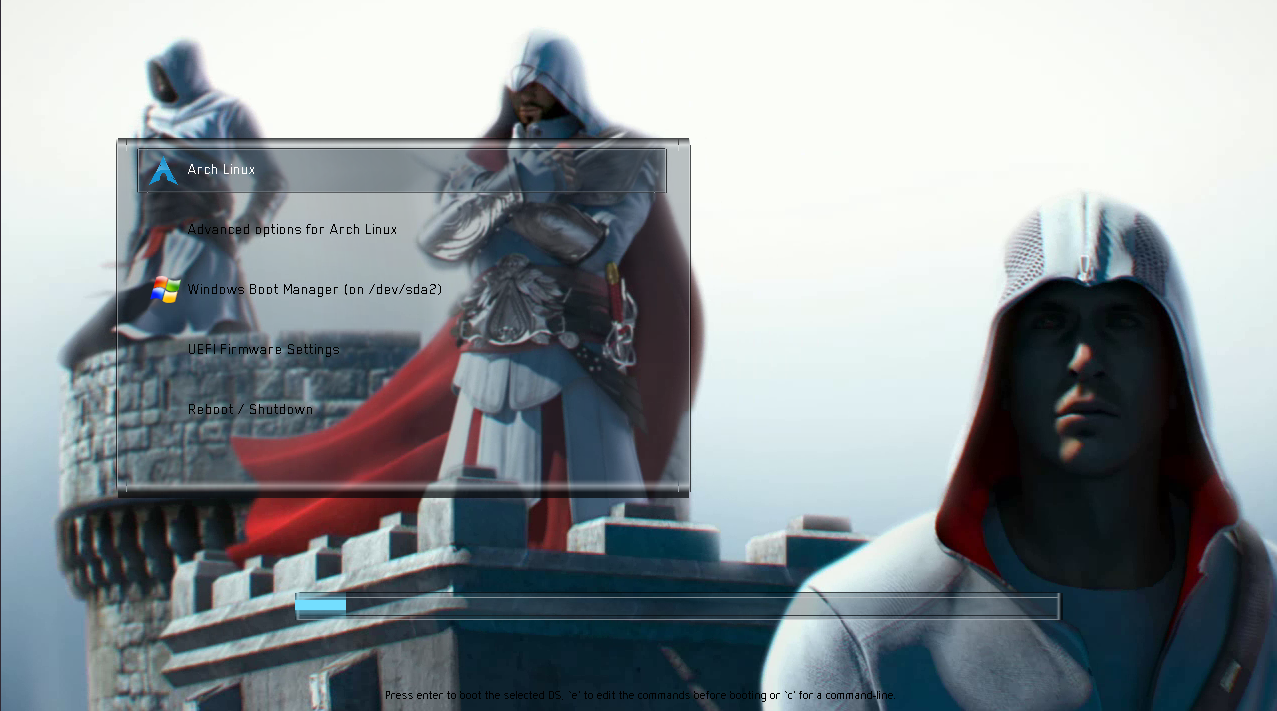 Arch Linux
Advanced options for Arch Linux
Windows Boot Manager (on /dev/sda2)
UEFI Firmware Settings
Reboot / Shutdown
Press enter to boot the selected OS, `e' to edit the commands before booting or `c' for a command-line.